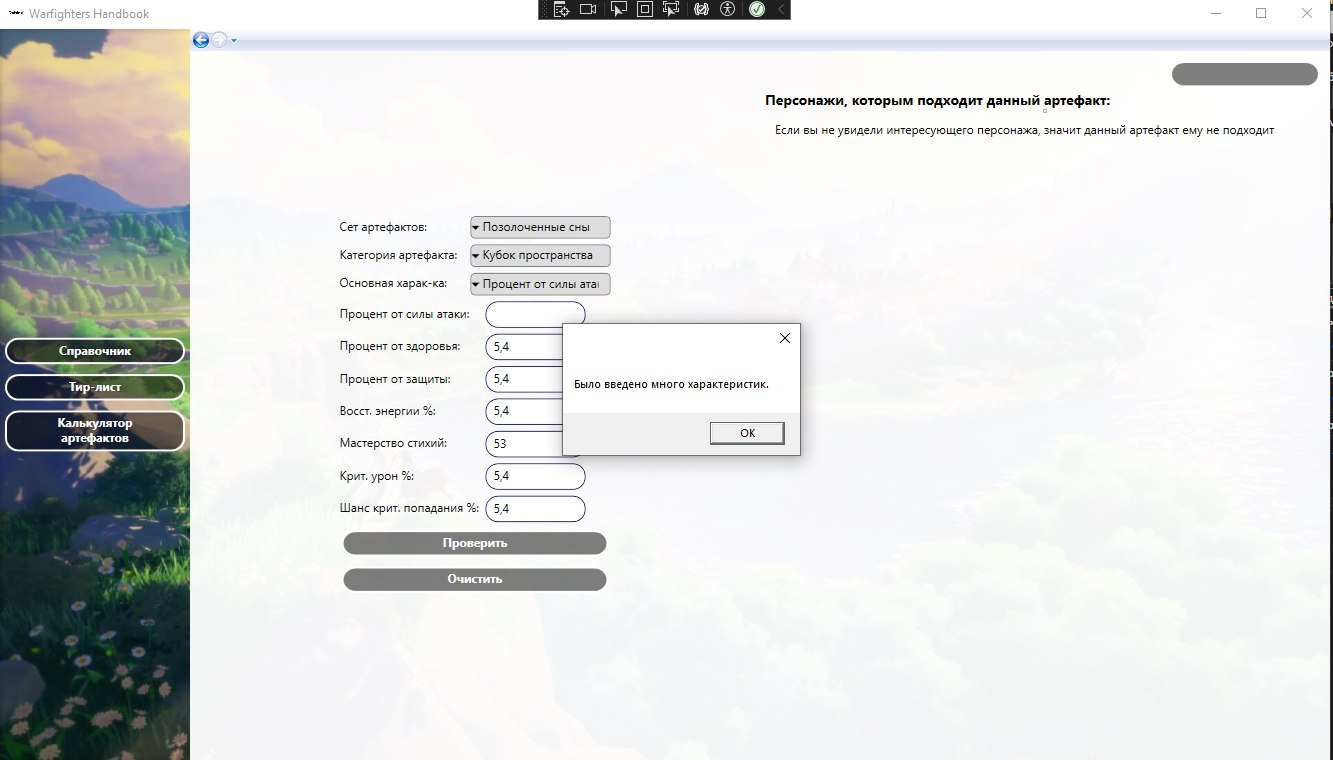 Warfighters Handbook
Персонажи, которым подходит данный артефакт:
Если вы не увидели интересующего персонажа, значит данный артефакт ему не подходит
Сет артефактов: Позолоченные сны
Категория артефакта: Кубок пространства
Основная харак-ка: Процент от силы ата
Процент от силы атаки:
Процент от здоровья: 5,4
Процент от защиты: 5,4
Восст. энергии %: 5,4
Мастерство стихий: 53
Крит. урон %: 5,4
Шанс крит. попадания %: 5,4
Проверить
Очистить
Справочник
Тир-лист
Калькулятор
артефактов
Было введено много характеристик.
OK